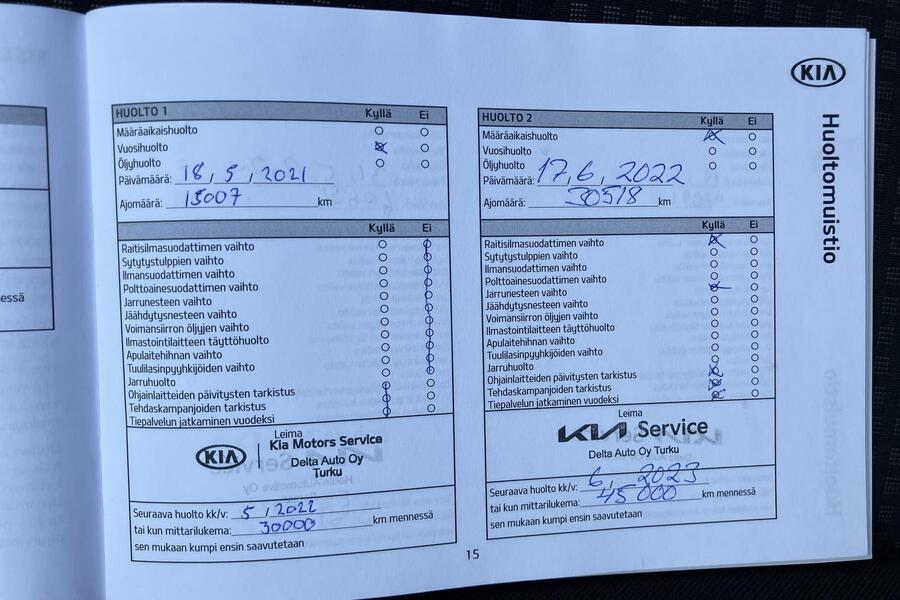 KIA
Huoltomuistio
HUOLTO 1 Kyllä Ei
Määräaikaishuolto
Vuosihuolto
Öljyhuolto
Päivämäärä: 18, 5, 2021
Ajomäärä: 15007 km
Kyllä Ei
Raitisilmasuodattimen vaihto
Sytytystulppien vaihto
Ilmansuodattimen vaihto
Polttoainesuodattimen vaihto
Jarrunesteen vaihto
Jäähdytysnesteen vaihto
Voimansiirron öljyjen vaihto
Ilmastointilaitteen täyttöhuolto
Apulaitehihnan vaihto
Tuulilasinpyyhkijöiden vaihto
Jarruhuolto
Ohjainlaitteiden päivitysten tarkistus
Tehdaskampanjoiden tarkistus
Tiepalvelun jatkaminen vuodeksi
Leima
KIA Kia Motors Service
Delta Auto Oy
Turku
Seuraava huolto kk/v: 5, 2022
tai kun mittarilukema: 30000 km mennessä
sen mukaan kumpi ensin saavutetaan
HUOLTO 2 Kyllä Ei
Määräaikaishuolto
Vuosihuolto
Öljyhuolto
Päivämäärä: 17, 6, 2022
Ajomäärä: 30518 km
Kyllä Ei
Raitisilmasuodattimen vaihto
Sytytystulppien vaihto
Ilmansuodattimen vaihto
Polttoainesuodattimen vaihto
Jarrunesteen vaihto
Jäähdytysnesteen vaihto
Voimansiirron öljyjen vaihto
Ilmastointilaitteen täyttöhuolto
Apulaitehihnan vaihto
Tuulilasinpyyhkijöiden vaihto
Jarruhuolto
Ohjainlaitteiden päivitysten tarkistus
Tehdaskampanjoiden tarkistus
Tiepalvelun jatkaminen vuodeksi
Leima
KIA Service
Delta Auto Oy Turku
Seuraava huolto kk/v: 6, 2023
tai kun mittarilukema: 45000 km mennessä
sen mukaan kumpi ensin saavutetaan
15